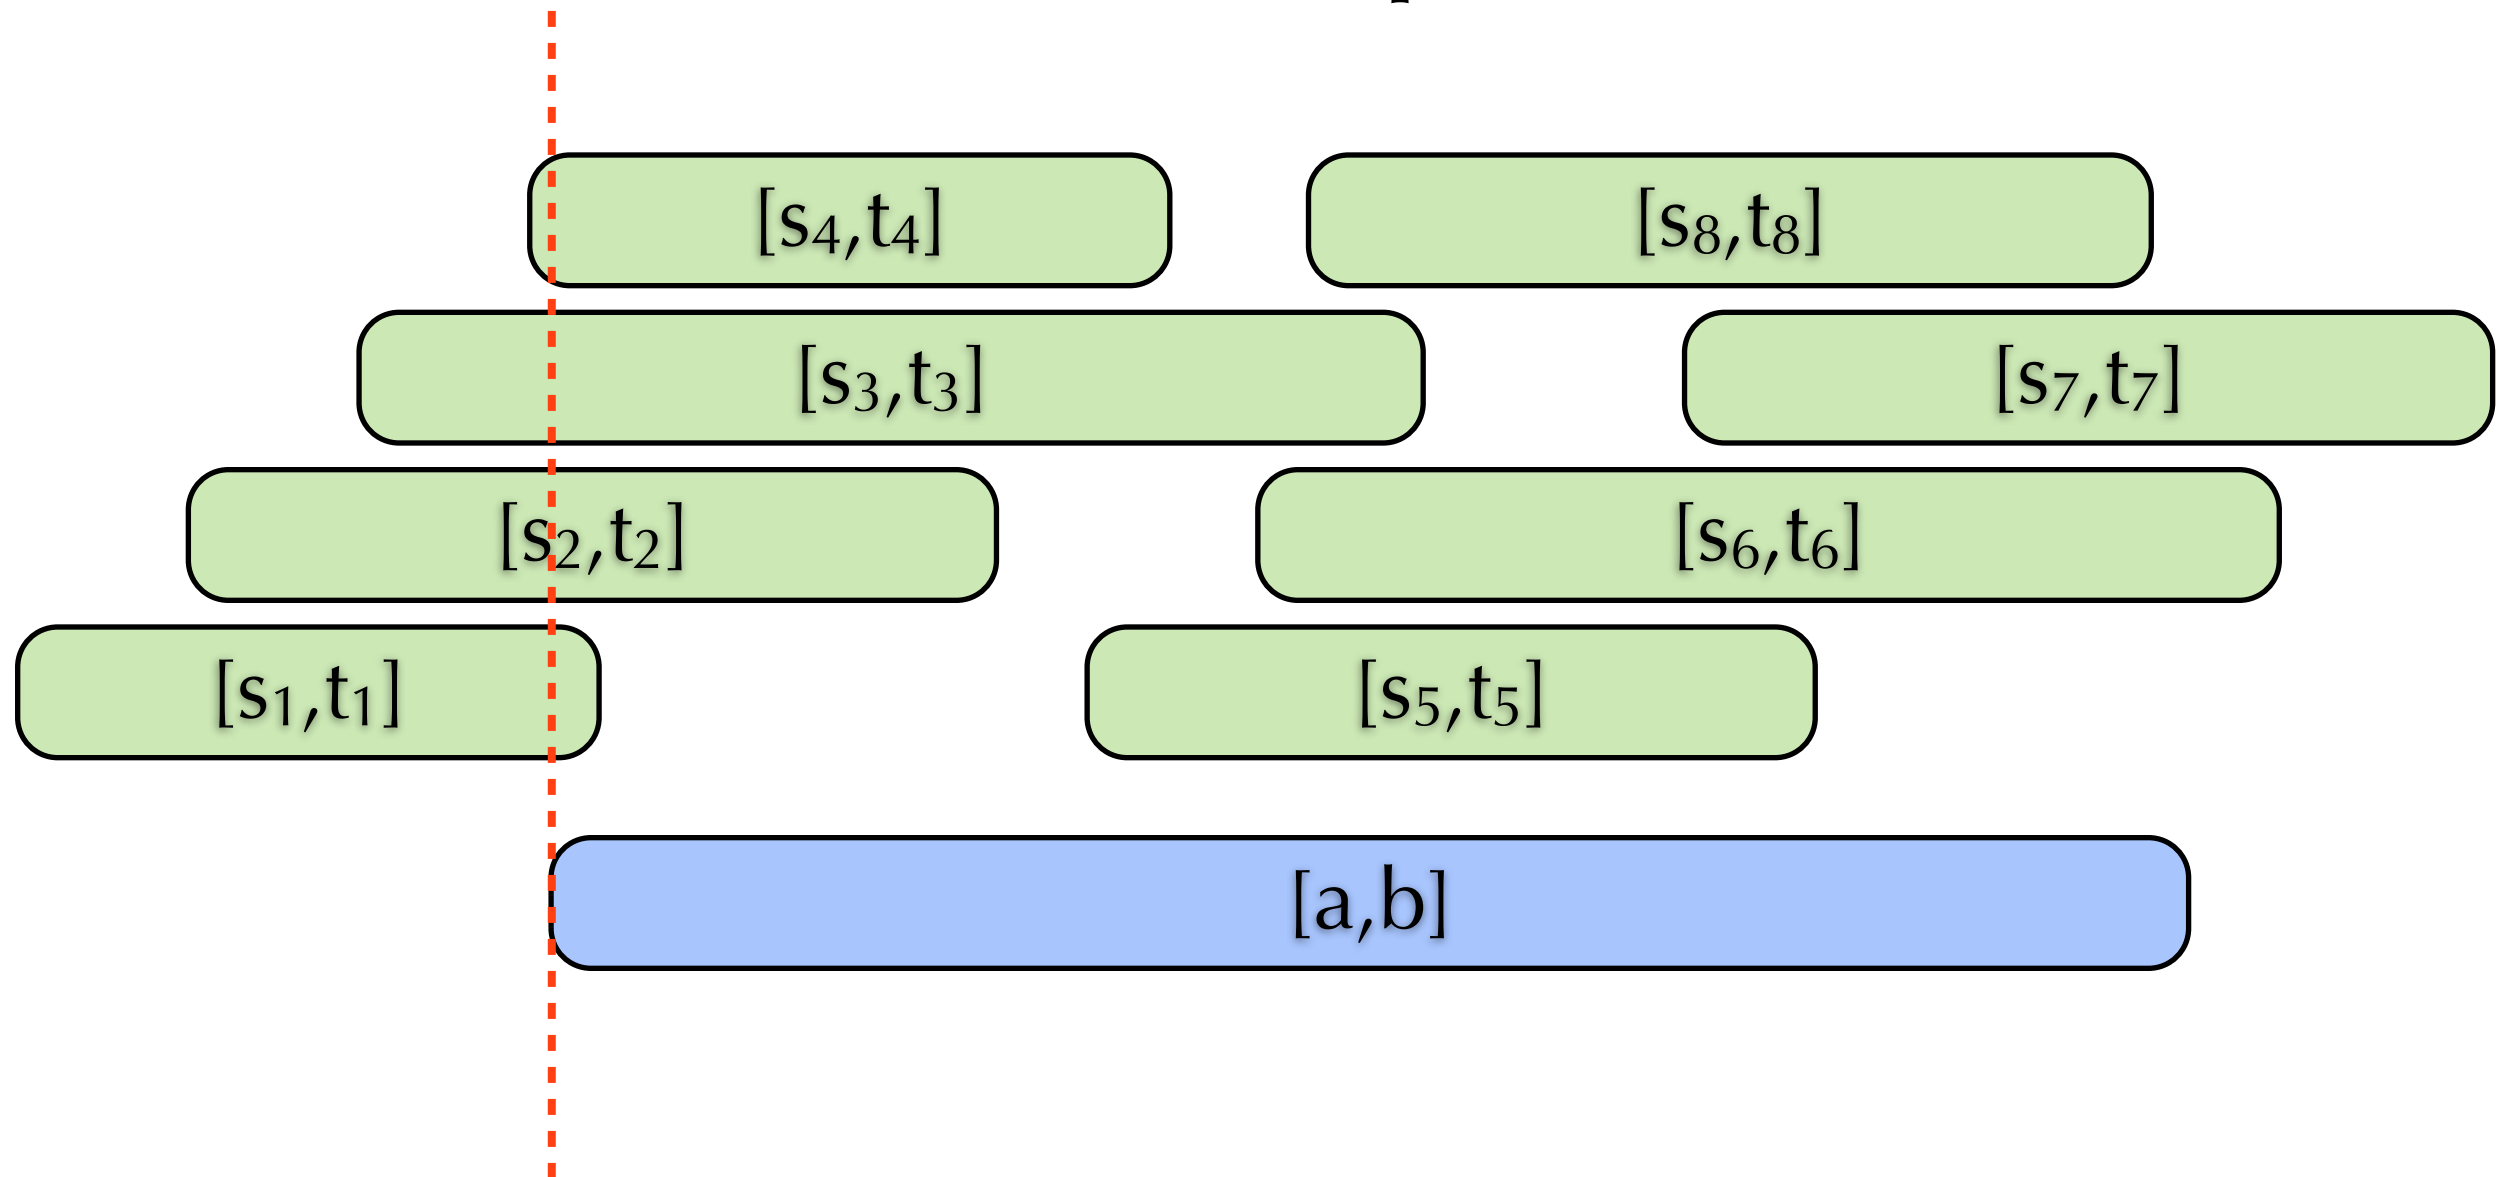 [s₄,t₄] [s₈,t₈]
[s₃,t₃] [s₇,t₇]
[s₂,t₂] [s₆,t₆]
[s₁,t₁] [s₅,t₅]
[a,b]